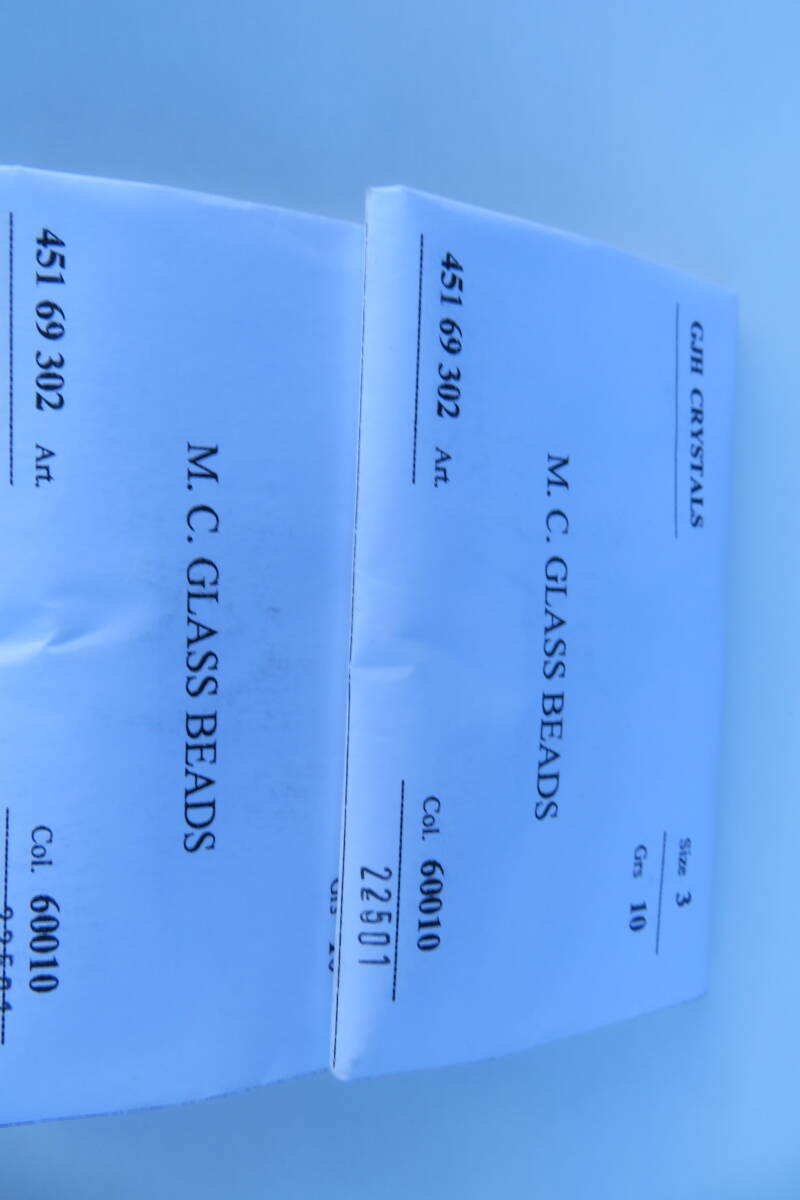 GJH CRYSTALS
Size 3
Grs 10
M. C. GLASS BEADS
451 69 302 Art.
Col. 60010
22501
M. C. GLASS BEADS
451 69 302 Art.
Col. 60010